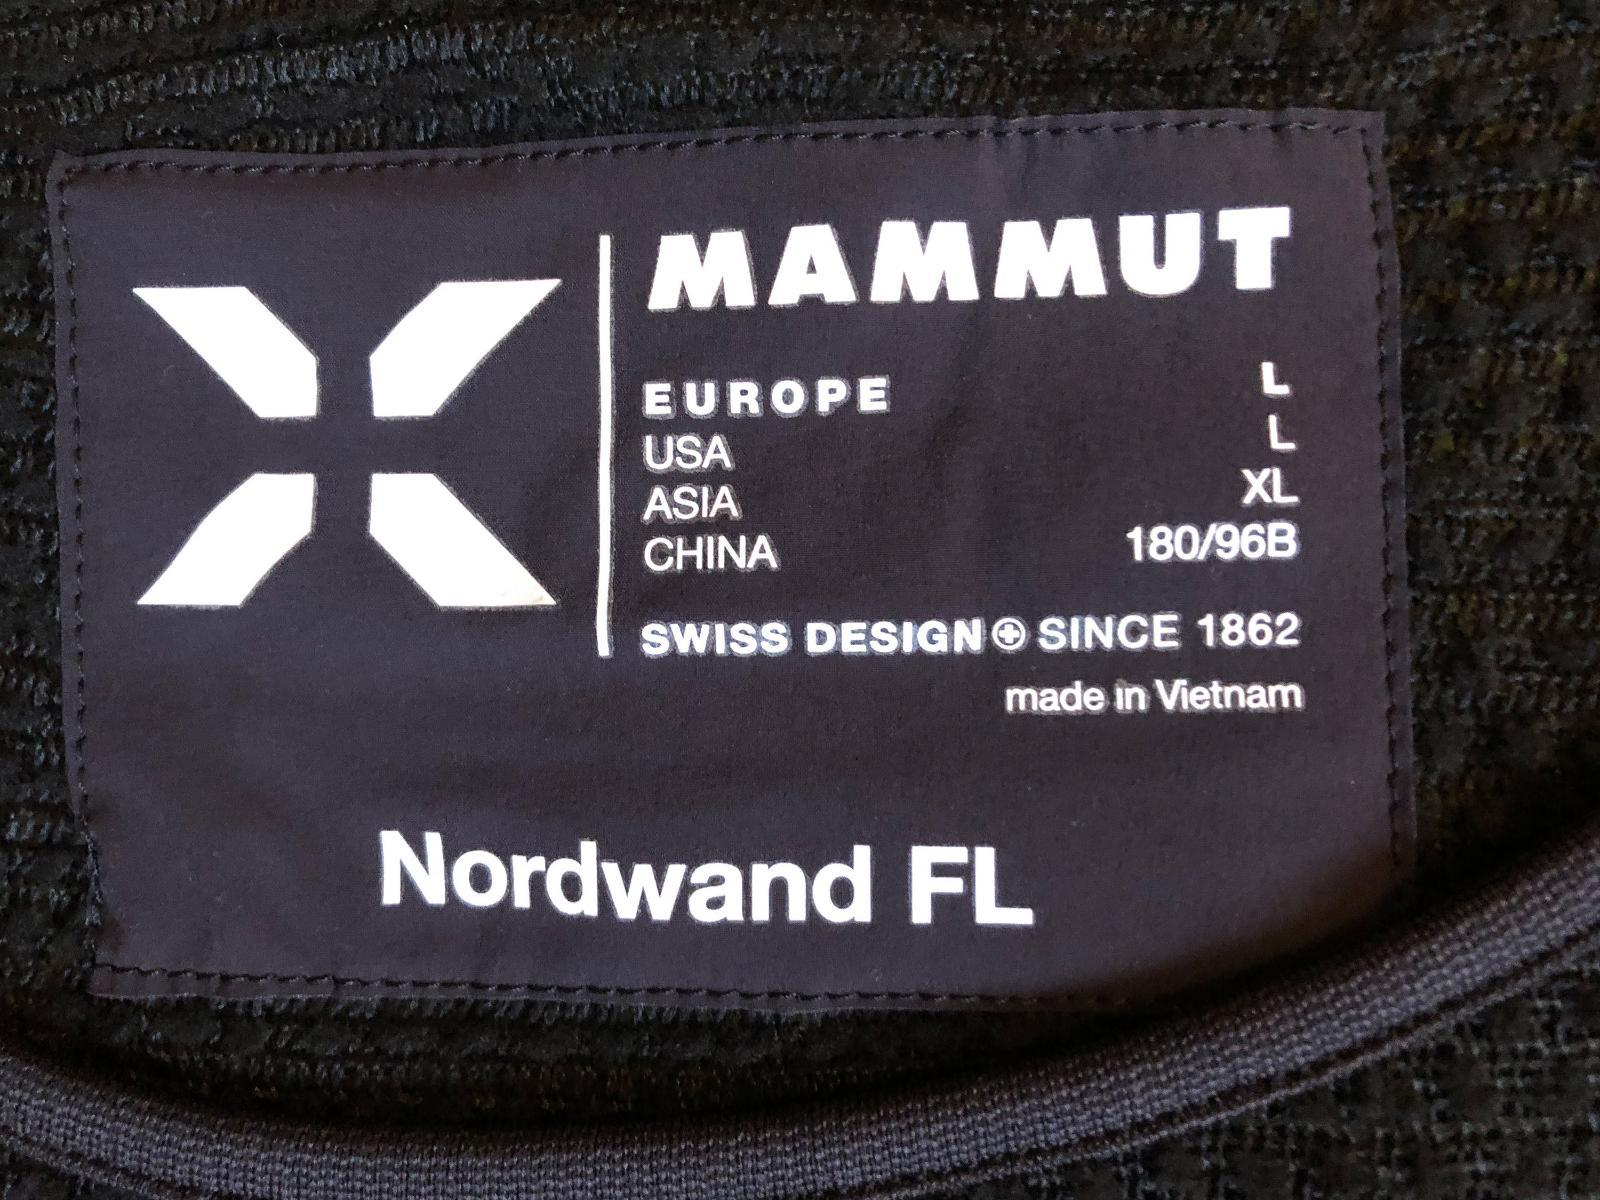 MAMMUT
EUROPE L
USA L
ASIA XL
CHINA 180/96B
SWISS DESIGN SINCE 1862
made in Vietnam
Nordwand FL